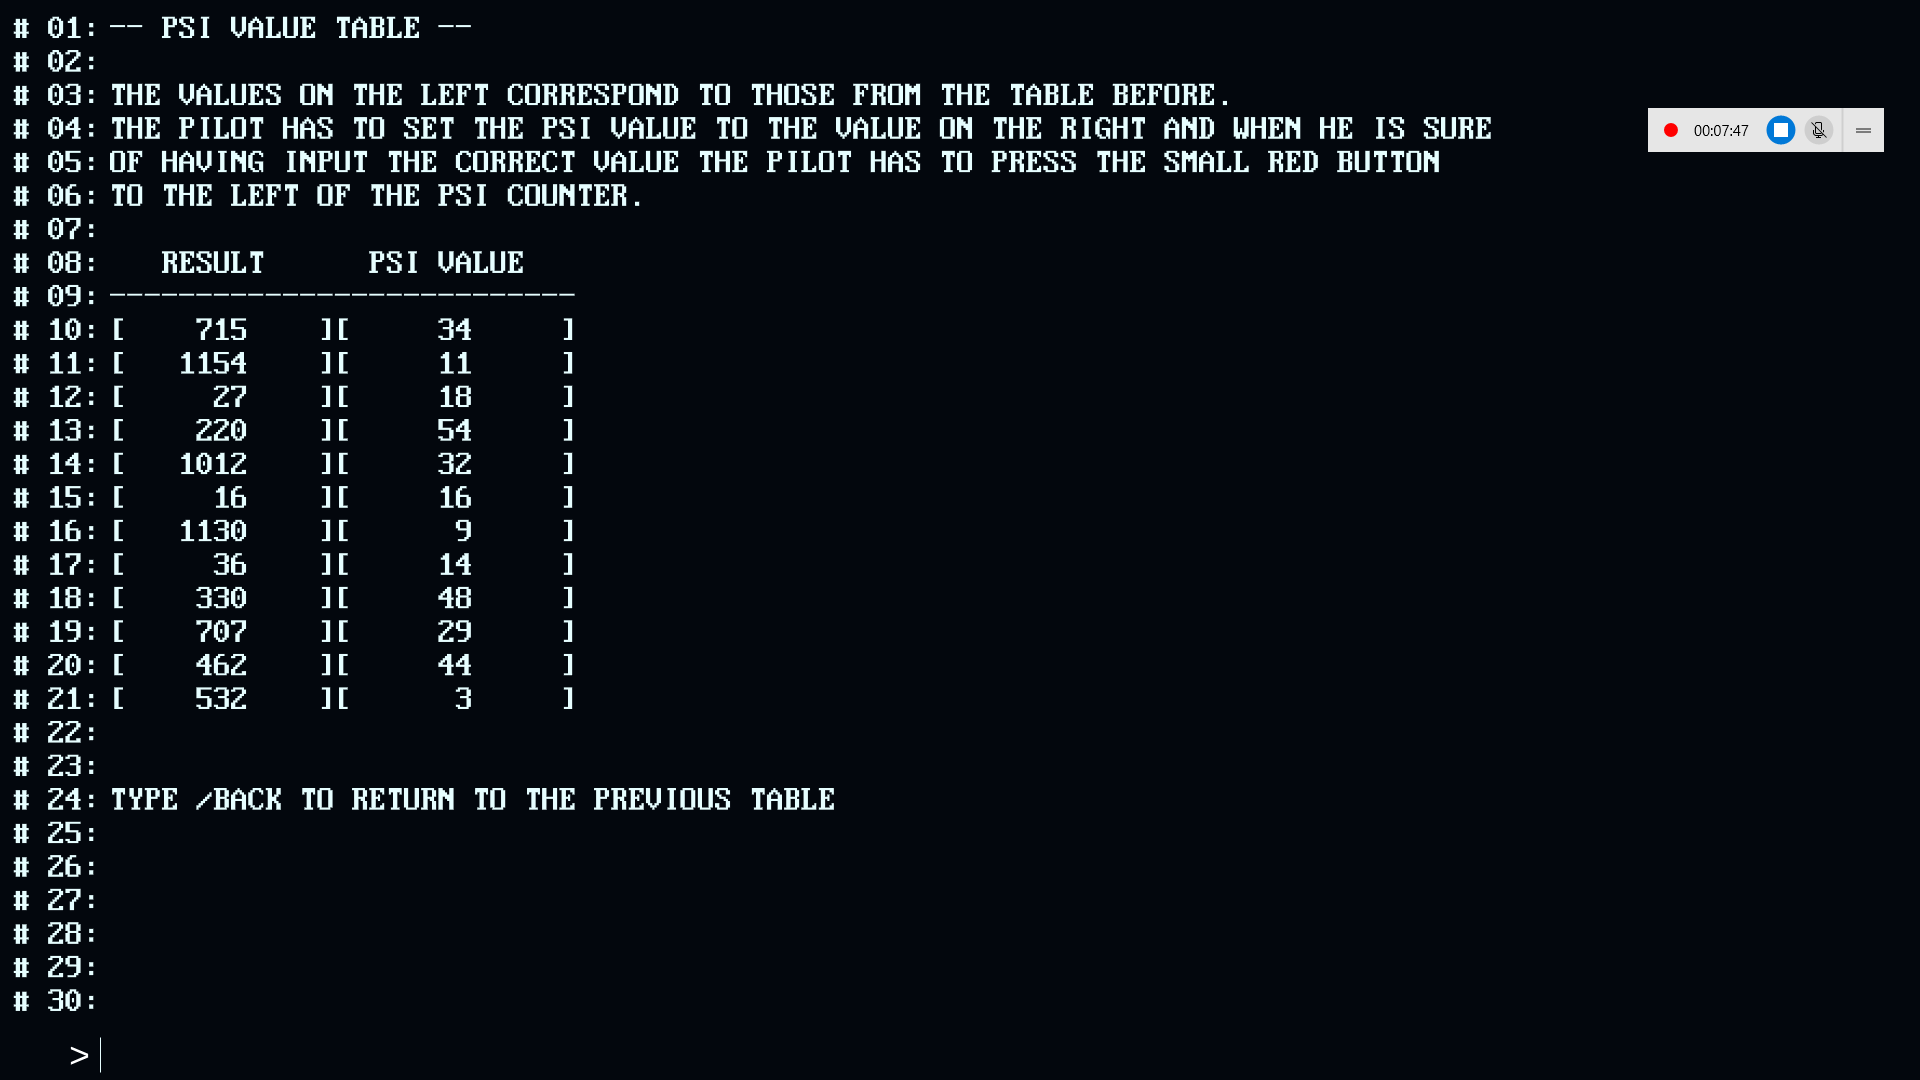 # 01: -- PSI VALUE TABLE --
# 02:
# 03: THE VALUES ON THE LEFT CORRESPOND TO THOSE FROM THE TABLE BEFORE.
# 04: THE PILOT HAS TO SET THE PSI VALUE TO THE VALUE ON THE RIGHT AND WHEN HE IS SURE
00:07:47
# 05: OF HAVING INPUT THE CORRECT VALUE THE PILOT HAS TO PRESS THE SMALL RED BUTTON
# 06: TO THE LEFT OF THE PSI COUNTER.
# 07:
# 08: RESULT PSI VALUE
# 09: ---------------------------
# 10: [ 715 ][ 34 ]
# 11: [ 1154 ][ 11 ]
# 12: [ 27 ][ 18 ]
# 13: [ 220 ][ 54 ]
# 14: [ 1012 ][ 32 ]
# 15: [ 16 ][ 16 ]
# 16: [ 1130 ][ 9 ]
# 17: [ 36 ][ 14 ]
# 18: [ 330 ][ 48 ]
# 19: [ 707 ][ 29 ]
# 20: [ 462 ][ 44 ]
# 21: [ 532 ][ 3 ]
# 22:
# 23:
# 24: TYPE /BACK TO RETURN TO THE PREVIOUS TABLE
# 25:
# 26:
# 27:
# 28:
# 29:
# 30:
>